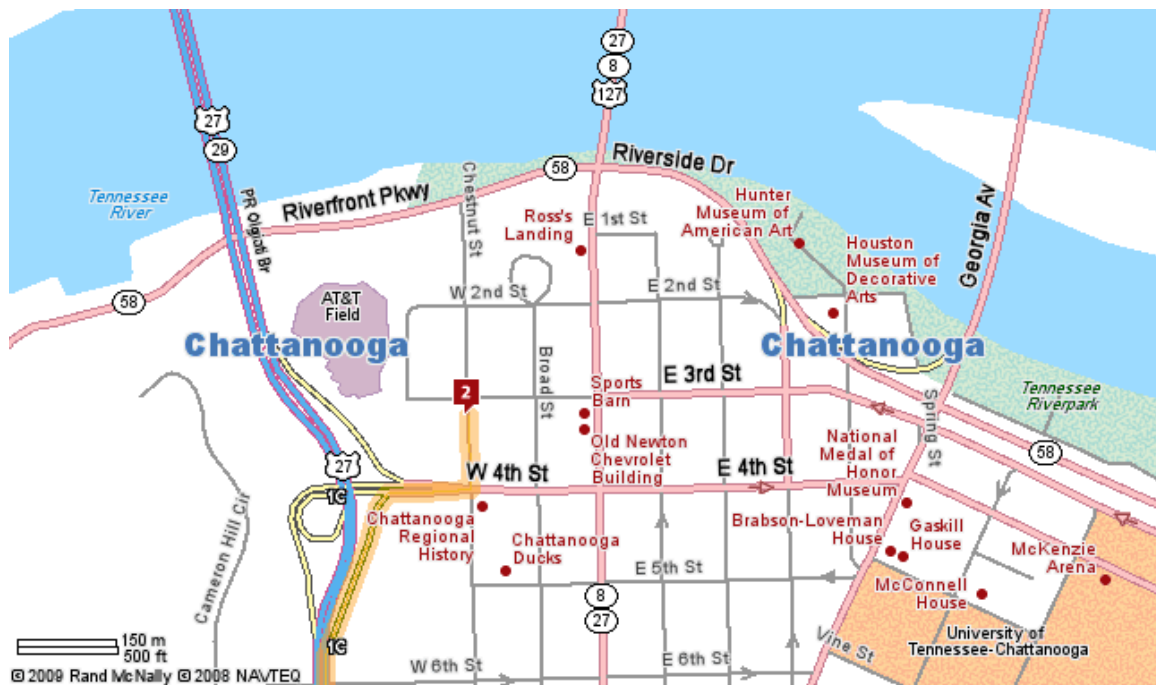 27
8
127
27
29
Riverside Dr
58
Chestnut St
Tennessee
River
PR Olgiati Br
Riverfront Pkwy
Hunter
Museum of
American Art
Georgia Av
Ross's
Landing
E 1st St
Houston
Museum of
Decorative
Arts
58
W 2nd St
E 2nd St
AT&T
Field
Chattanooga
Chattanooga
Broad St
E 3rd St
Sports
Barn
2
Tennessee
Riverpark
Spring St
National
Medal of
Honor
Museum
Old Newton
Chevrolet
Building
58
27
W 4th St
E 4th St
1C
Cameron Hill Cir
Chattanooga
Regional
History
Chattanooga
Ducks
Brabson-Loveman
House
Gaskill
House
McKenzie
Arena
E 5th St
McConnell
House
8
27
150 m
500 ft
1C
Vine St
University of
Tennessee-Chattanooga
W 6th St
E 6th St
© 2009 Rand McNally © 2008 NAVTEQ